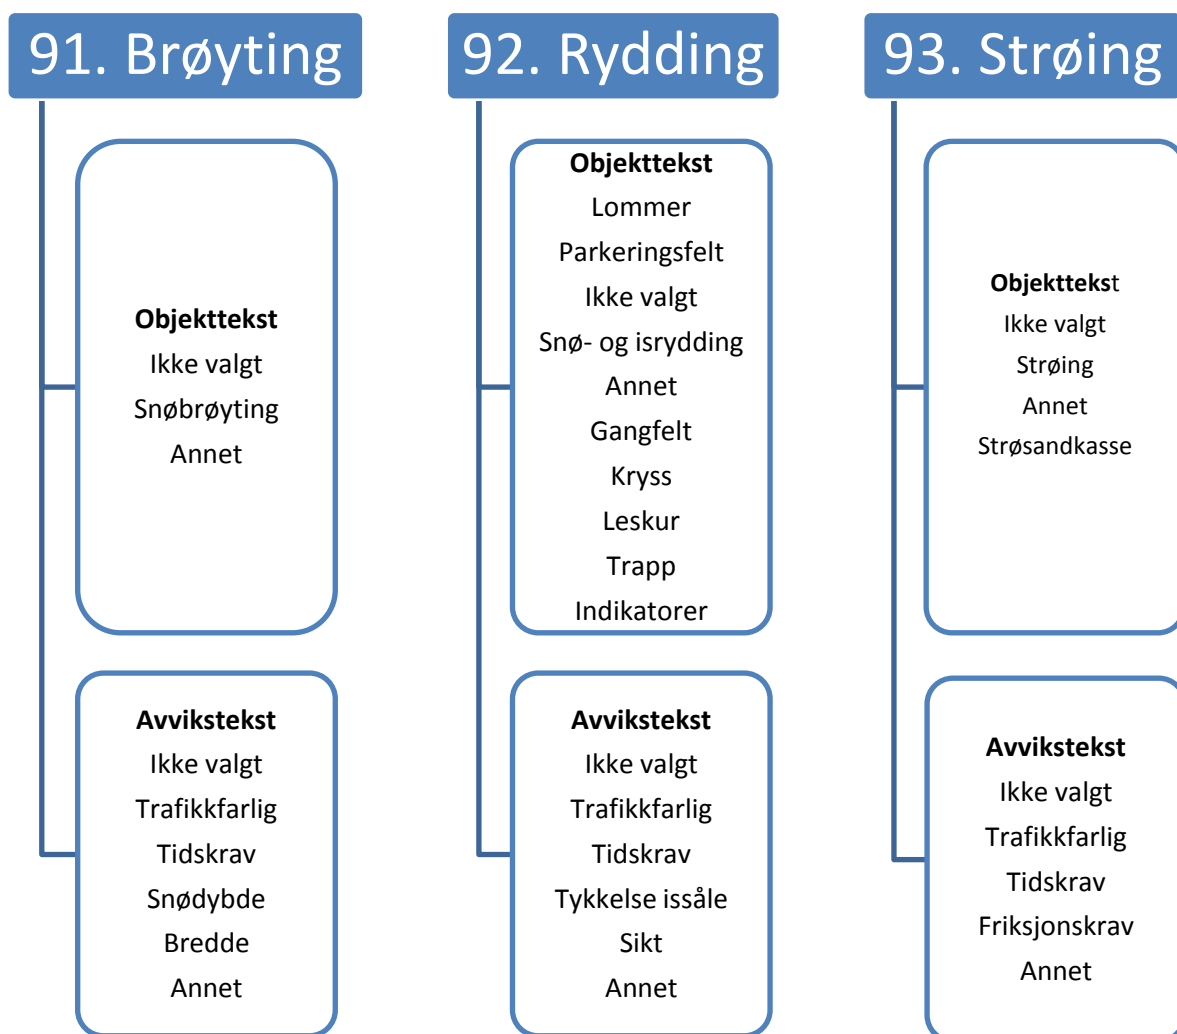 91. Brøyting
Objekttekst
Ikke valgt
Snøbrøyting
Annet
Avvikstekst
Ikke valgt
Trafikkfarlig
Tidskrav
Snødybde
Bredde
Annet
92. Rydding
Objekttekst
Lommer
Parkeringsfelt
Ikke valgt
Snø- og isrydding
Annet
Gangfelt
Kryss
Leskur
Trapp
Indikatorer
Avvikstekst
Ikke valgt
Trafikkfarlig
Tidskrav
Tykkelse issåle
Sikt
Annet
93. Strøing
Objekttekst
Ikke valgt
Strøing
Annet
Strøsandkasse
Avvikstekst
Ikke valgt
Trafikkfarlig
Tidskrav
Friksjonskrav
Annet